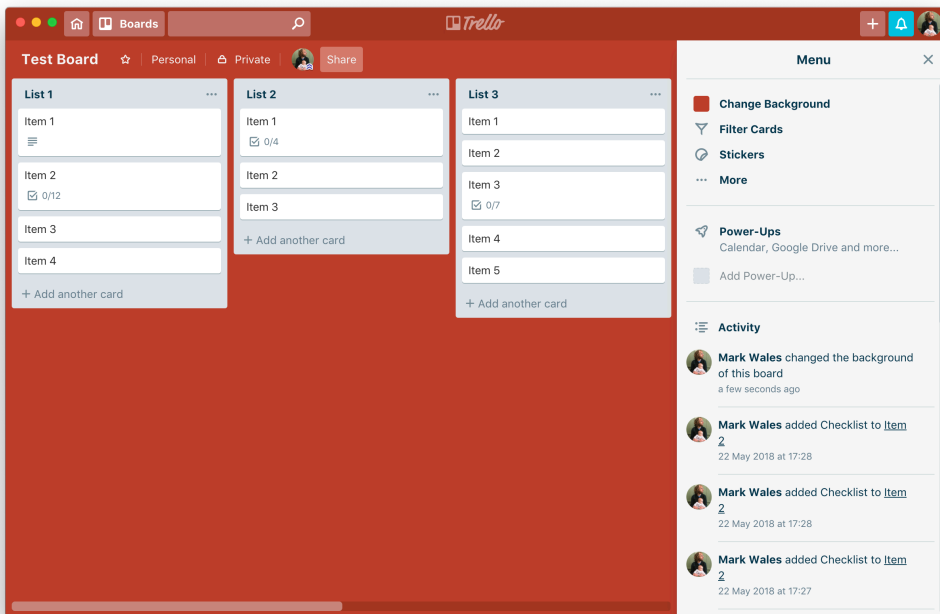 Boards
Trello
Test Board
Personal
Private
Share
List 1
Item 1
Item 2
0/12
Item 3
Item 4
+ Add another card
List 2
Item 1
0/4
Item 2
Item 3
+ Add another card
List 3
Item 1
Item 2
Item 3
0/7
Item 4
Item 5
+ Add another card
Menu
Change Background
Filter Cards
Stickers
More
Power-Ups
Calendar, Google Drive and more...
Add Power-Up...
Activity
Mark Wales changed the background
of this board
a few seconds ago
Mark Wales added Checklist to Item
2
22 May 2018 at 17:28
Mark Wales added Checklist to Item
2
22 May 2018 at 17:28
Mark Wales added Checklist to Item
2
22 May 2018 at 17:27